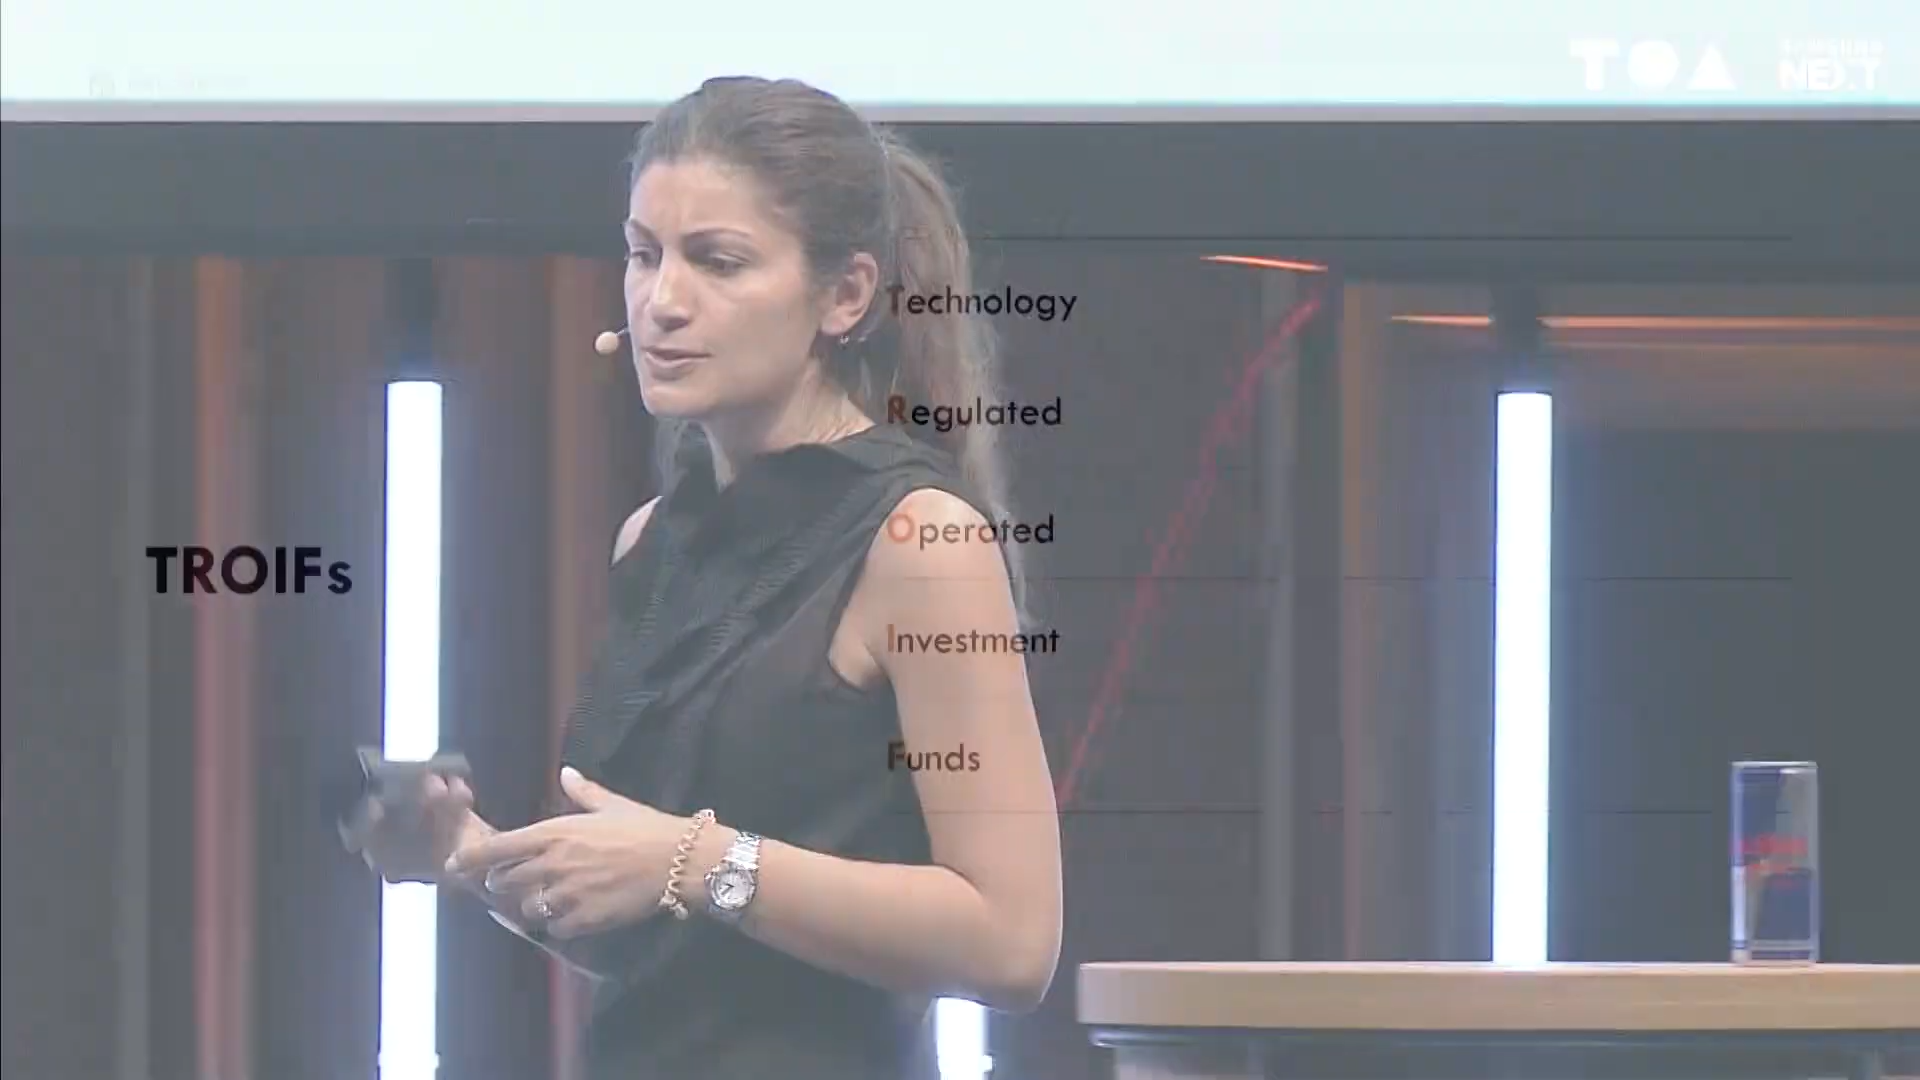 TOA
NEXT
Technology
Regulated
Operated
TROIFs
Investment
Funds